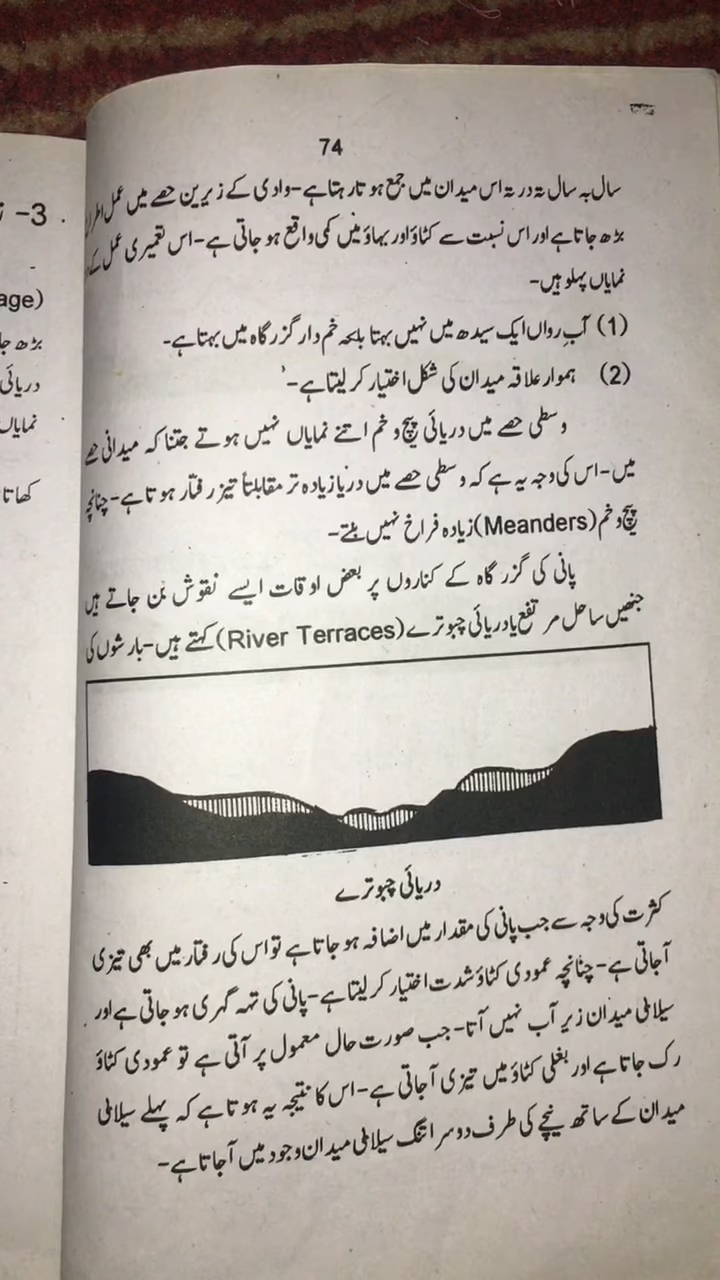 74
سال بہ سال تہ در تہ اس میدان میں جمع ہوتا رہتا ہے-وادی کے زیریں حصے میں عمل
بڑھ جاتا ہے اور اس نسبت سے کٹاؤ اور بہاؤ میں کمی واقع ہو جاتی ہے-اس تعمیری عمل کے
نمایاں پہلو ہیں-
(1) آبِ رواں ایک سیدھ میں نہیں بہتا بلکہ خم دار گزر گاہ میں بہتا ہے-
(2) ہموار علاقہ میدان کی شکل اختیار کر لیتا ہے-
وسطی حصے میں دریائی پیچ و خم اتنے نمایاں نہیں ہوتے جتنا کہ میدانی حصے
میں-اس کی وجہ یہ ہے کہ وسطی حصے میں دریا زیادہ تر مقابلتاً تیز رفتار ہوتا ہے-چنانچہ
پیچ و خم(Meanders)زیادہ فراخ نہیں بنتے-
پانی کی گزر گاہ کے کناروں پر بعض اوقات ایسے نقوش بن جاتے ہیں
جنھیں ساحل مرتفع یا دریائی چبوترے(River Terraces)کہتے ہیں-بارشوں کی
دریائی چبوترے
کثرت کی وجہ سے جب پانی کی مقدار میں اضافہ ہو جاتا ہے تو اس کی رفتار میں بھی تیزی
آجاتی ہے-چنانچہ عمودی کٹاؤ شدت اختیار کر لیتا ہے-پانی کی تہہ گہری ہو جاتی ہے اور
سیلابی میدان زیر آب نہیں آتا-جب صورت حال معمول پر آتی ہے تو عمودی کٹاؤ
رک جاتا ہے اور بغلی کٹاؤ میں تیزی آجاتی ہے-اس کا نتیجہ یہ ہوتا ہے کہ پہلے سیلابی
میدان کے ساتھ نیچے کی طرف دوسرا تنگ سیلابی میدان وجود میں آجاتا ہے-